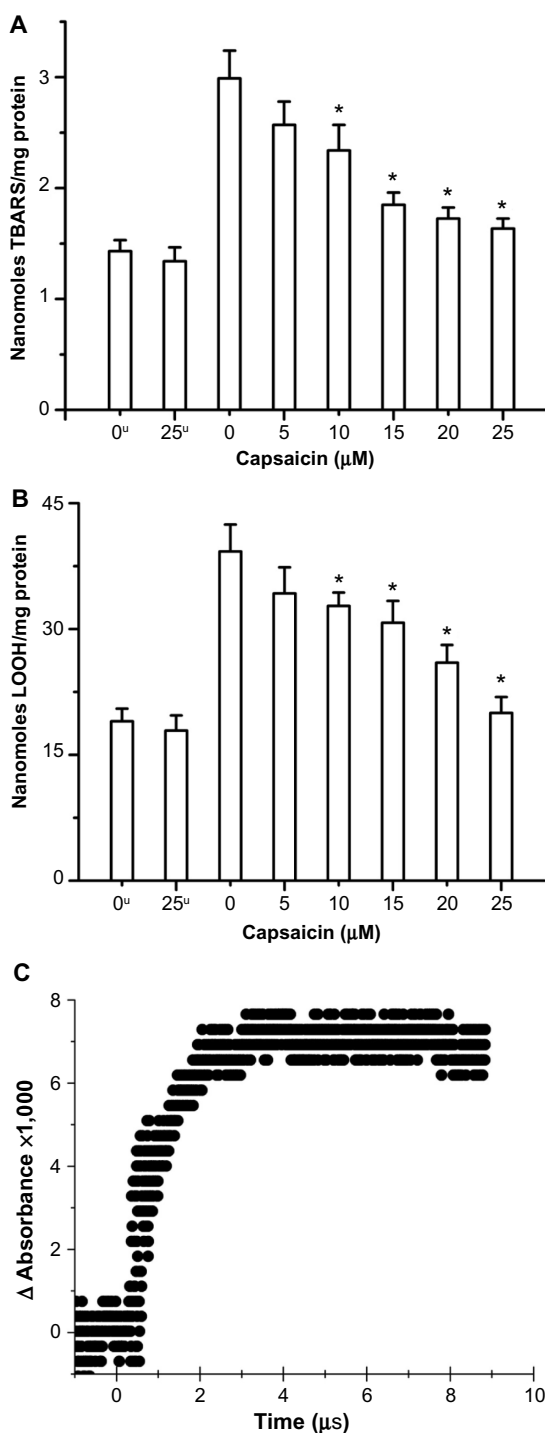 A
Nanomoles TBARS/mg protein
3
2
1
0
* * * *
0ᵘ 25ᵘ 0 5 10 15 20 25
Capsaicin (μM)
B
Nanomoles LOOH/mg protein
45
30
15
0
* * * *
0ᵘ 25ᵘ 0 5 10 15 20 25
Capsaicin (μM)
C
Δ Absorbance ×1,000
8
6
4
2
0
0 2 4 6 8 10
Time (μs)